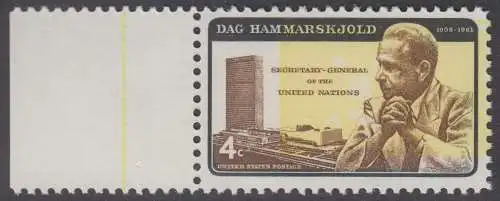 DAG HAMMARSKJOLD 1905-1961
SECRETARY-GENERAL
OF THE
UNITED NATIONS
4c
UNITED STATES POSTAGE